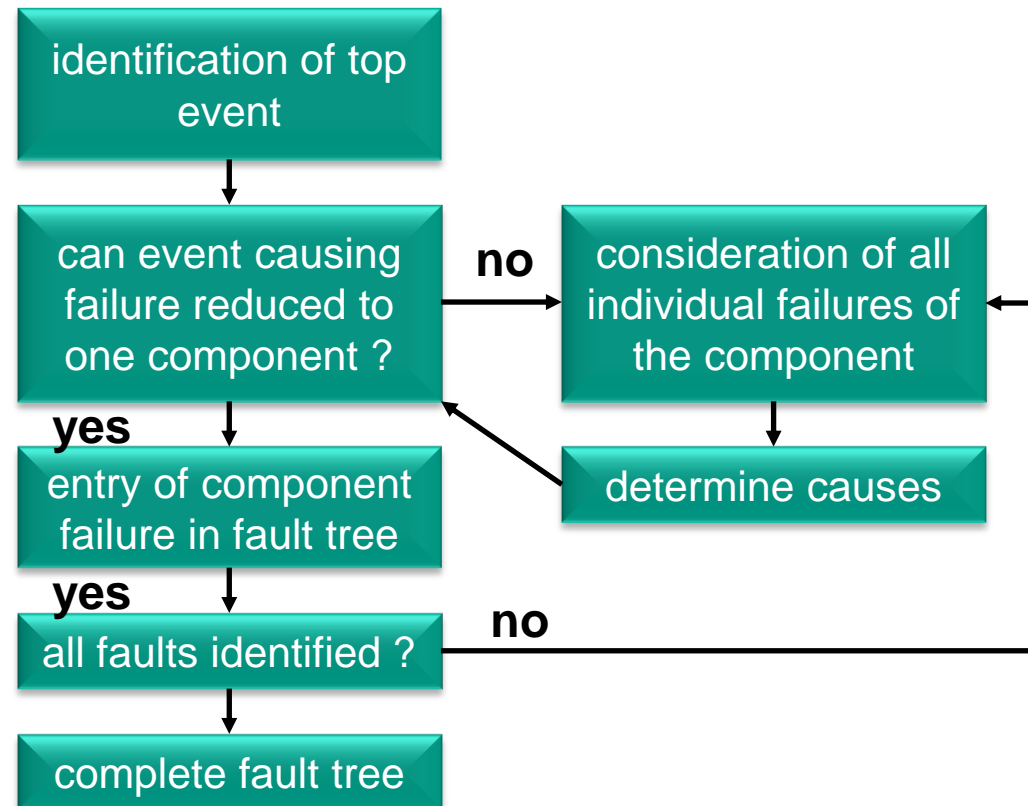 identification of top
event
can event causing
failure reduced to
one component ?
no
consideration of all
individual failures of
the component
yes
determine causes
entry of component
failure in fault tree
yes
all faults identified ?
no
complete fault tree